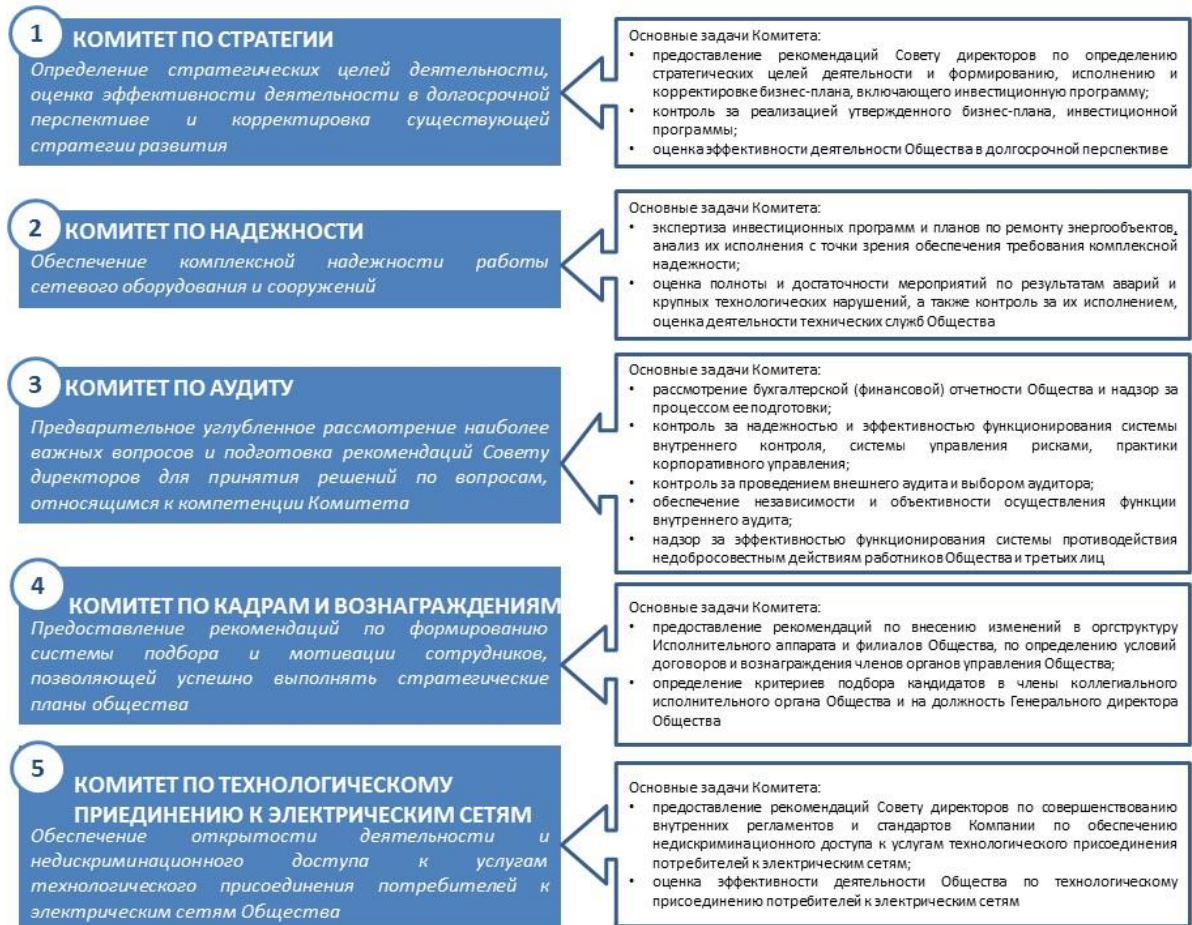 1
КОМИТЕТ ПО СТРАТЕГИИ
Определение стратегических целей деятельности,
оценка эффективности деятельности в долгосрочной
перспективе и корректировка существующей
стратегии развития
Основные задачи Комитета:
• предоставление рекомендаций Совету директоров по определению
стратегических целей деятельности и формированию, исполнению и
корректировке бизнес-плана, включающего инвестиционную программу;
• контроль за реализацией утвержденного бизнес-плана, инвестиционной
программы;
• оценка эффективности деятельности Общества в долгосрочной перспективе
2
КОМИТЕТ ПО НАДЕЖНОСТИ
Обеспечение комплексной надежности работы
сетевого оборудования и сооружений
Основные задачи Комитета:
• экспертиза инвестиционных программ и планов по ремонту энергообъектов,
анализ их исполнения с точки зрения обеспечения требования комплексной
надежности;
• оценка полноты и достаточности мероприятий по результатам аварий и
крупных технологических нарушений, а также контроль за их исполнением,
оценка деятельности технических служб Общества
3
КОМИТЕТ ПО АУДИТУ
Предварительное углубленное рассмотрение наиболее
важных вопросов и подготовка рекомендаций Совету
директоров для принятия решений по вопросам,
относящимся к компетенции Комитета
Основные задачи Комитета:
• рассмотрение бухгалтерской (финансовой) отчетности Общества и надзор за
процессом ее подготовки;
• контроль за надежностью и эффективностью функционирования системы
внутреннего контроля, системы управления рисками, практики
корпоративного управления;
• контроль за проведением внешнего аудита и выбором аудитора;
• обеспечение независимости и объективности осуществления функции
внутреннего аудита;
• надзор за эффективностью функционирования системы противодействия
недобросовестным действиям работников Общества и третьих лиц
4
КОМИТЕТ ПО КАДРАМ И ВОЗНАГРАЖДЕНИЯМ
Предоставление рекомендаций по формированию
системы подбора и мотивации сотрудников,
позволяющей успешно выполнять стратегические
планы общества
Основные задачи Комитета:
• предоставление рекомендаций по внесению изменений в оргструктуру
Исполнительного аппарата и филиалов Общества, по определению условий
договоров и вознаграждения членов органов управления Общества;
• определение критериев подбора кандидатов в члены коллегиального
исполнительного органа Общества и на должность Генерального директора
Общества
5
КОМИТЕТ ПО ТЕХНОЛОГИЧЕСКОМУ
ПРИЕДИНЕНИЮ К ЭЛЕКТРИЧЕСКИМ СЕТЯМ
Обеспечение открытости деятельности и
недискриминационного доступа к услугам
технологического присоединения потребителей к
электрическим сетям Общества
Основные задачи Комитета:
• предоставление рекомендаций Совету директоров по совершенствованию
внутренних регламентов и стандартов Компании по обеспечению
недискриминационного доступа к услугам технологического присоединения
потребителей к электрическим сетям;
• оценка эффективности деятельности Общества по технологическому
присоединению потребителей к электрическим сетям